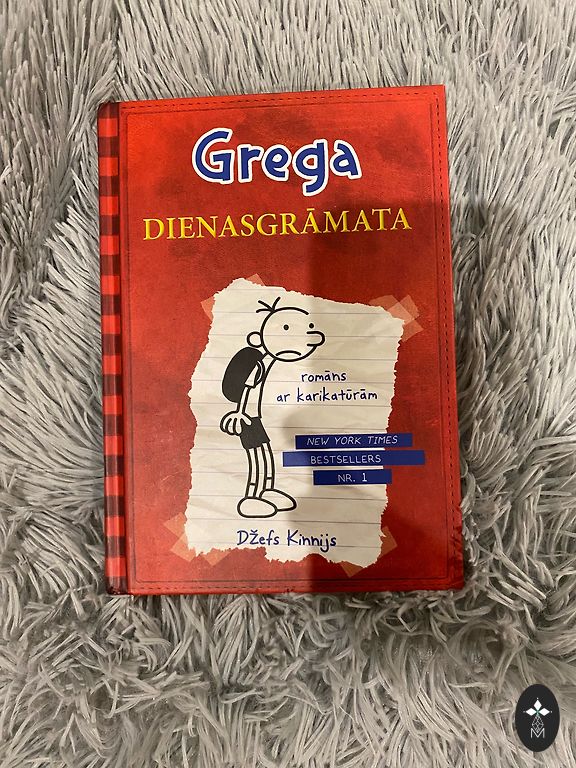 Grega
DIENASGRĀMATA
romāns
ar karikatūrām
NEW YORK TIMES
BESTSELLERS
NR. 1
Džefs Kinnijs
M